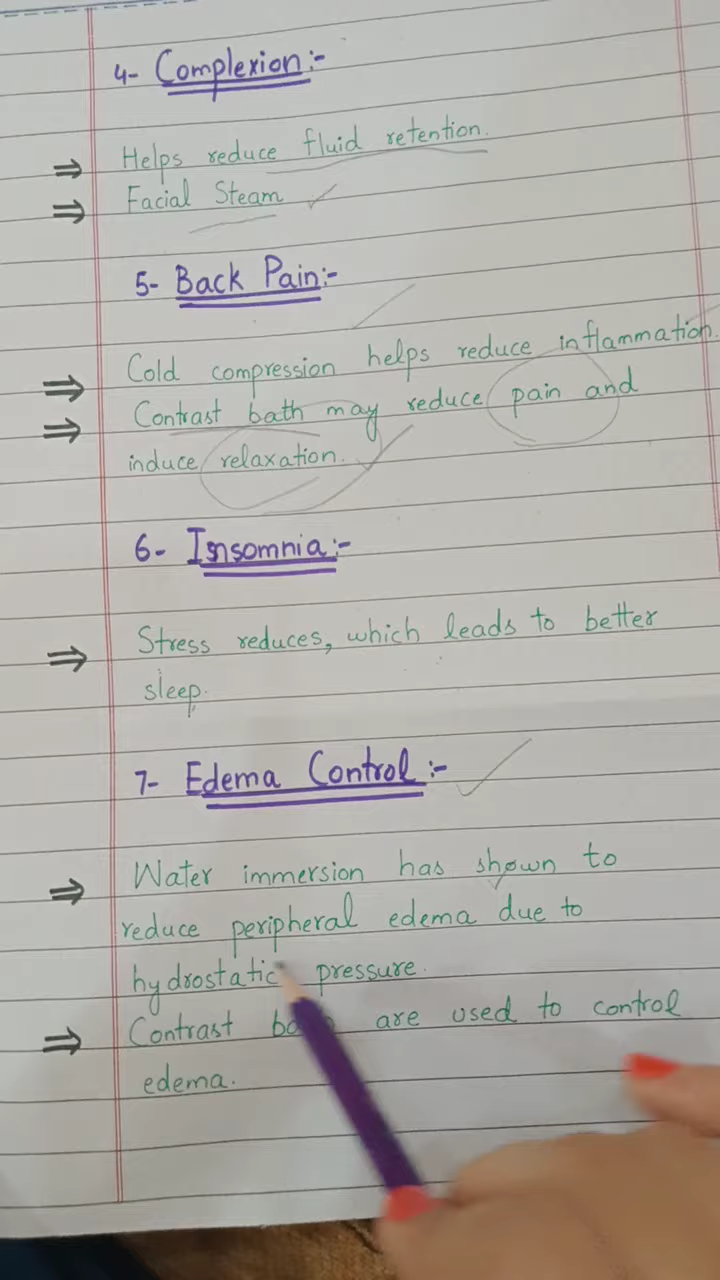 4- Complexion:-
⇒ Helps reduce fluid retention.
⇒ Facial Steam
5- Back Pain:-
⇒ Cold compression helps reduce inflammation.
⇒ Contrast bath may reduce pain and
induce relaxation.
6- Insomnia:-
⇒ Stress reduces, which leads to better
sleep.
7- Edema Control:-
⇒ Water immersion has shown to
reduce peripheral edema due to
hydrostatic pressure.
⇒ Contrast are used to control
edema.